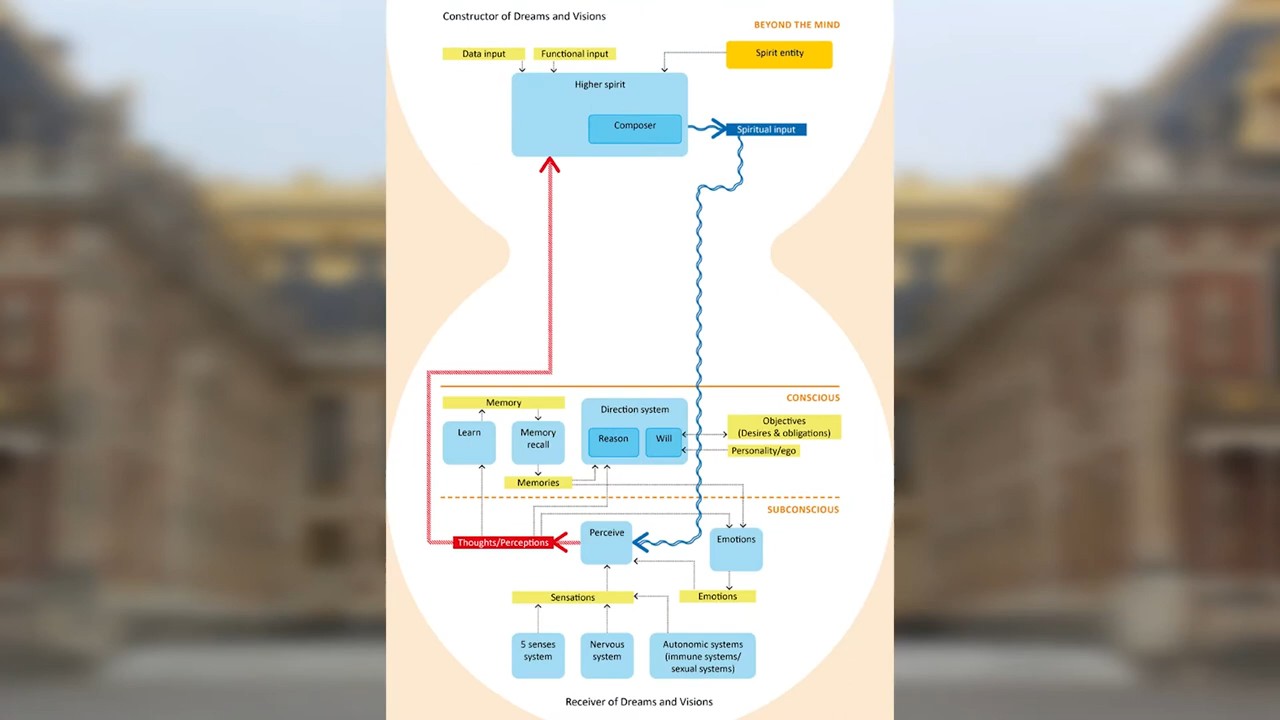 Constructor of Dreams and Visions
BEYOND THE MIND
Data input
Functional input
Spirit entity
Higher spirit
Composer
Spiritual input
CONSCIOUS
Memory
Direction system
Learn
Memory
recall
Reason
Will
Objectives
(Desires & obligations)
Personality/ego
Memories
SUBCONSCIOUS
Thoughts/Perceptions
Perceive
Emotions
Sensations
Emotions
5 senses
system
Nervous
system
Autonomic systems
(immune systems/
sexual systems)
Receiver of Dreams and Visions